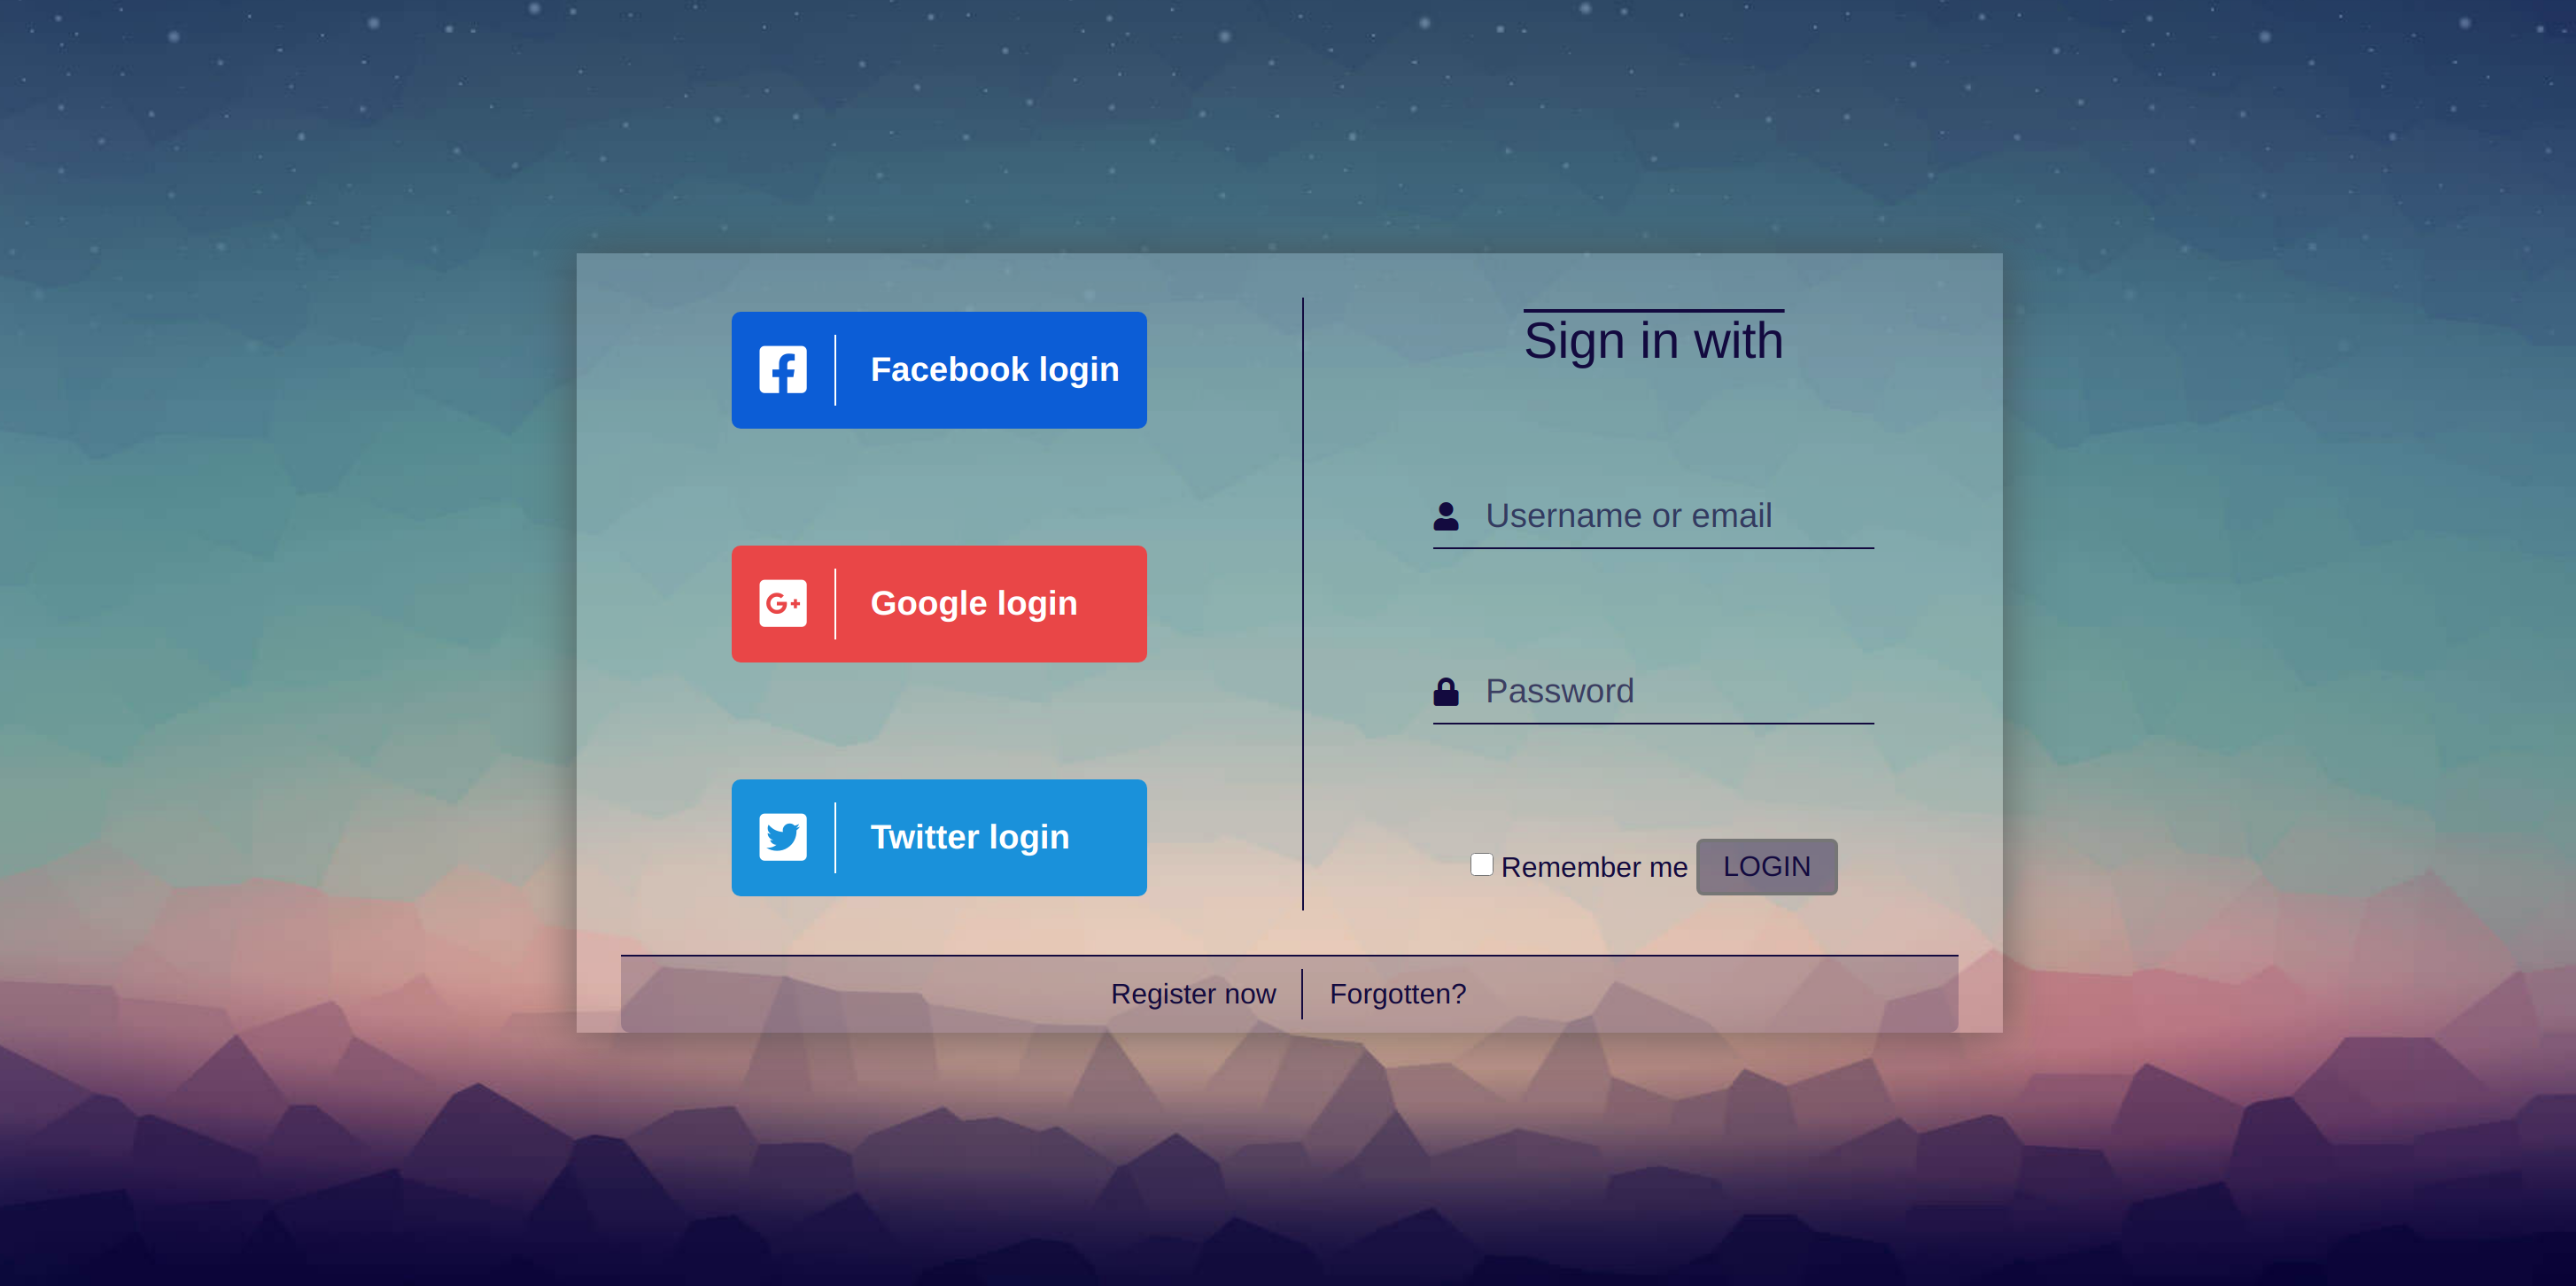 Facebook login
G+
Google login
Twitter login
Sign in with
Username or email
Password
Remember me LOGIN
Register now
Forgotten?